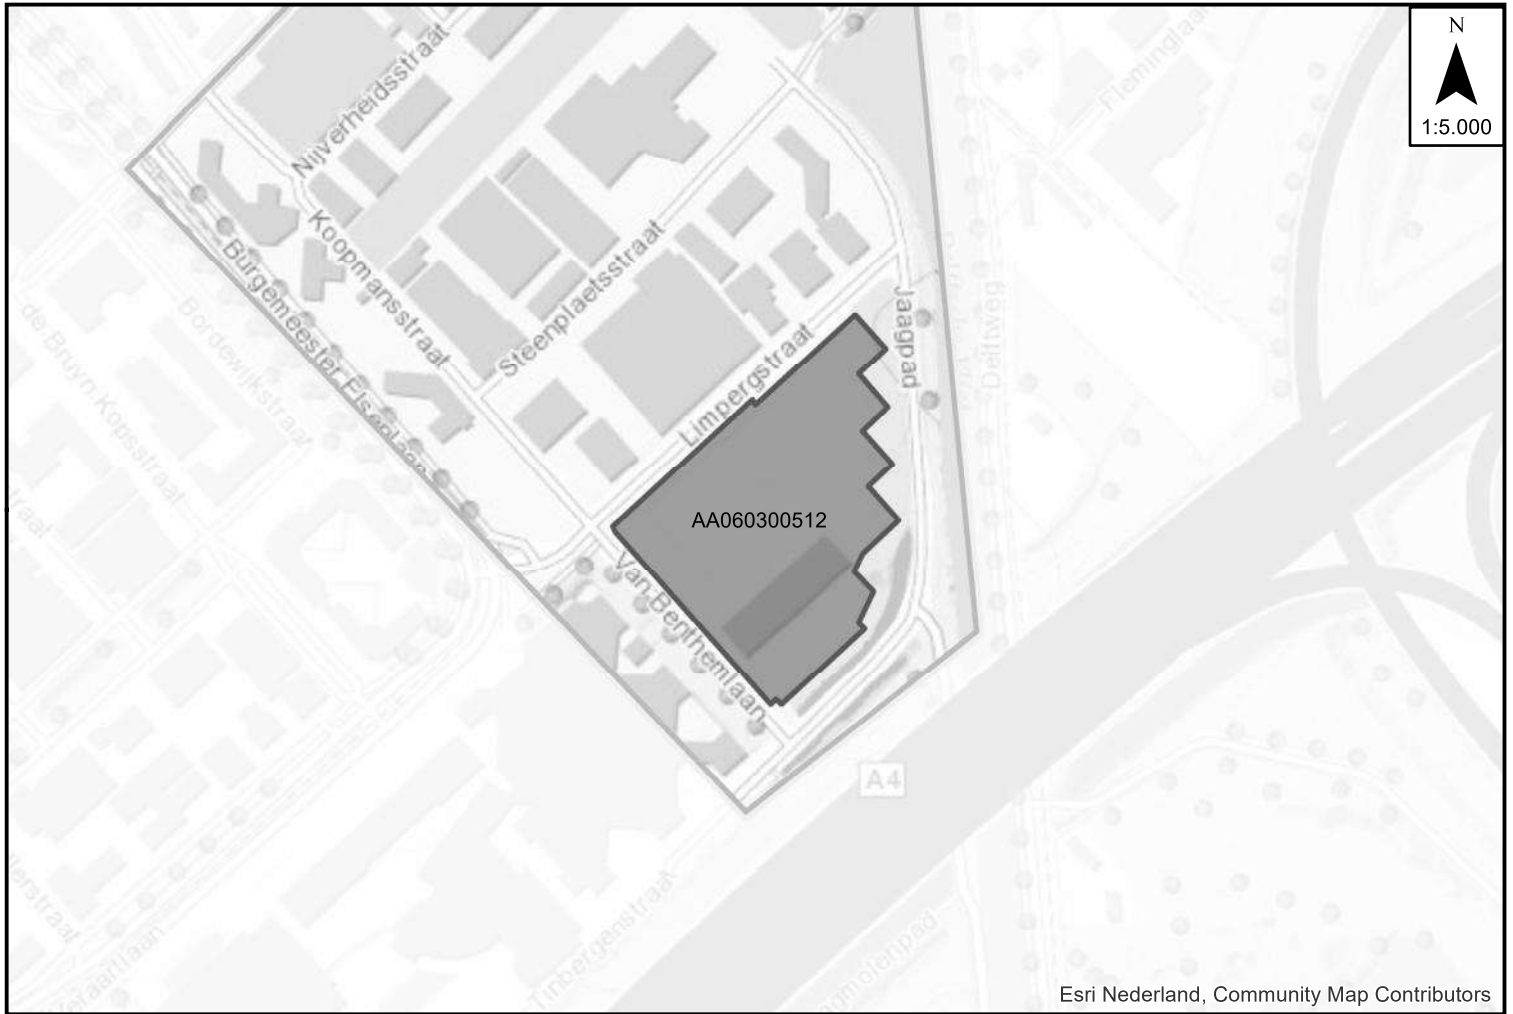 N
1:5.000
Nijverheidsstraat
Fleminglaan
Koopmansstraat
Burgemeester Elsenlaan
Steenplaetsstraat
Jaagpad
Delftweg
de Bruyn Kopsstraat
Bordewijkstraat
Limpergstraat
AA060300512
Van Benthemlaan
A4
Tinbergenstraat
Esri Nederland, Community Map Contributors